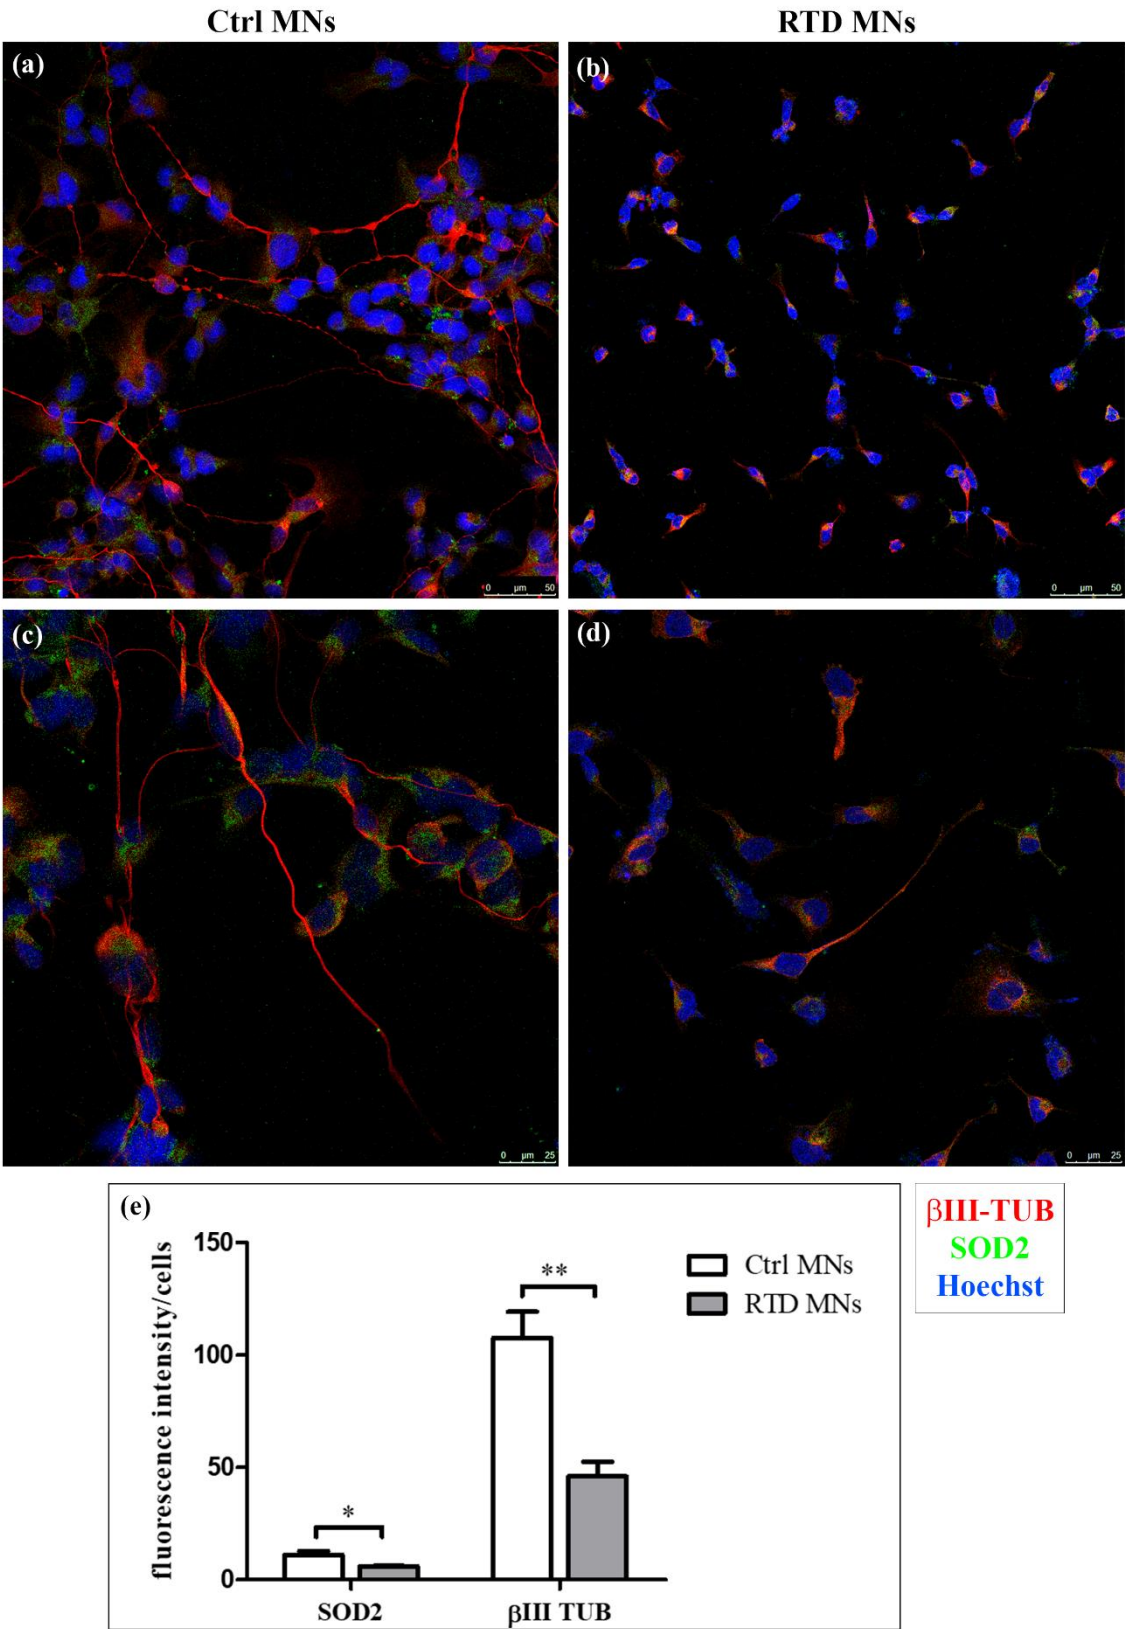 Ctrl MNs
RTD MNs
(a)
(b)
0 µm 50
0 µm 50
(c)
(d)
0 µm 25
0 µm 25
(e)
fluorescence intensity/cells
150
100
50
0
*
**
SOD2
βIII TUB
Ctrl MNs
RTD MNs
βIII-TUB
SOD2
Hoechst